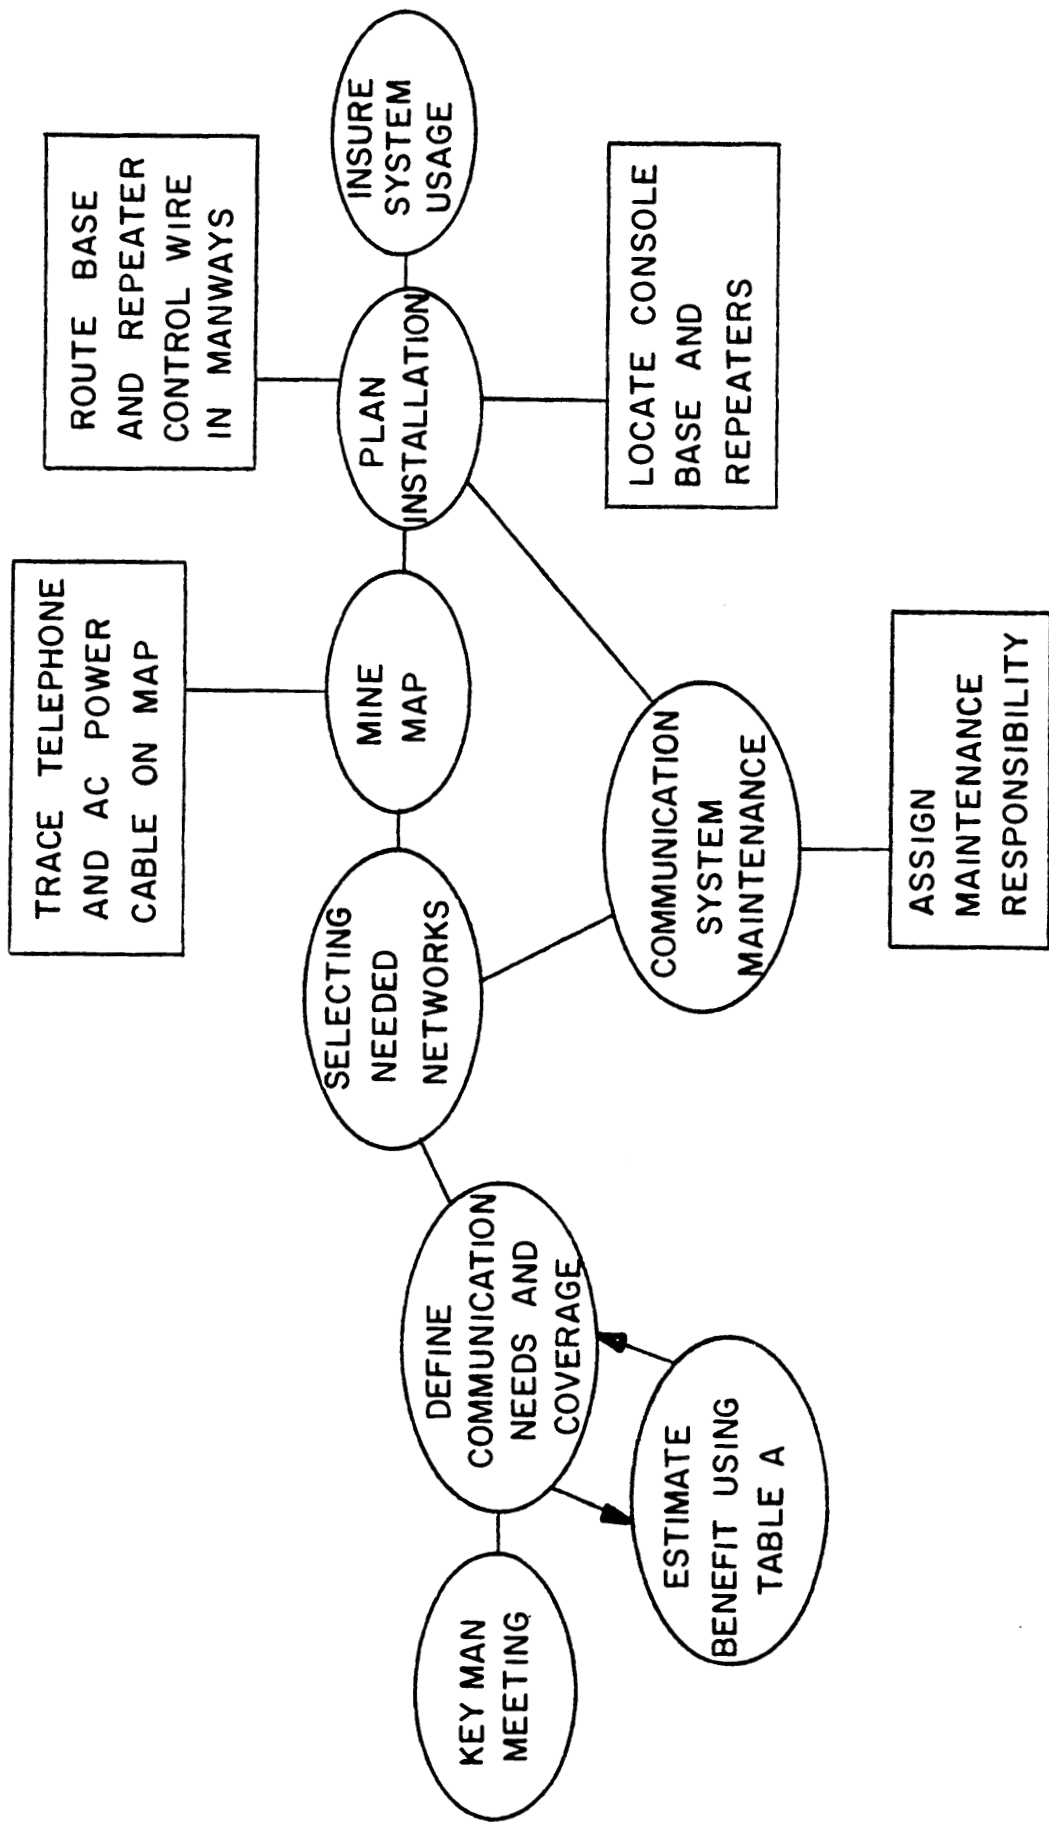 KEY MAN
MEETING
DEFINE
COMMUNICATION
NEEDS AND
COVERAGE
ESTIMATE
BENEFIT USING
TABLE A
SELECTING
NEEDED
NETWORKS
TRACE TELEPHONE
AND AC POWER
CABLE ON MAP
MINE
MAP
COMMUNICATION
SYSTEM
MAINTENANCE
ASSIGN
MAINTENANCE
RESPONSIBILITY
ROUTE BASE
AND REPEATER
CONTROL WIRE
IN MANWAYS
PLAN
INSTALLATION
LOCATE CONSOLE
BASE AND
REPEATERS
INSURE
SYSTEM
USAGE